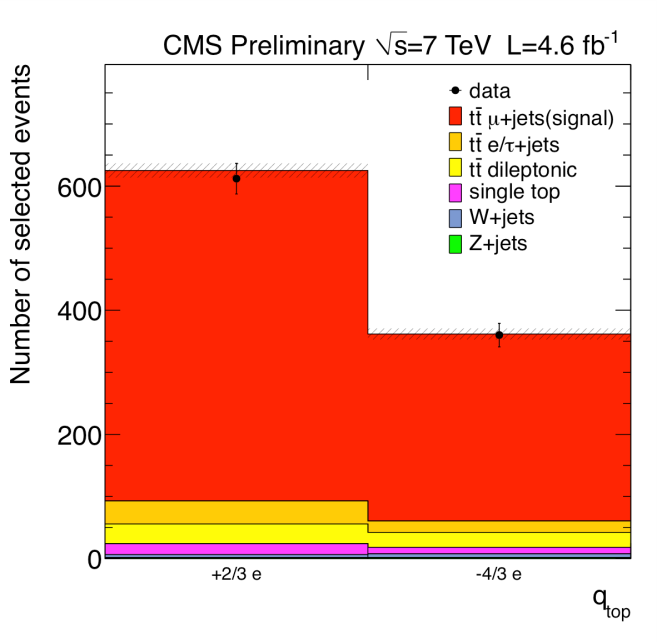 CMS Preliminary √s=7 TeV L=4.6 fb⁻¹
Number of selected events
600
400
200
0
data
tt̄ μ+jets(signal)
tt̄ e/τ+jets
tt̄ dileptonic
single top
W+jets
Z+jets
+2/3 e
-4/3 e
q_top